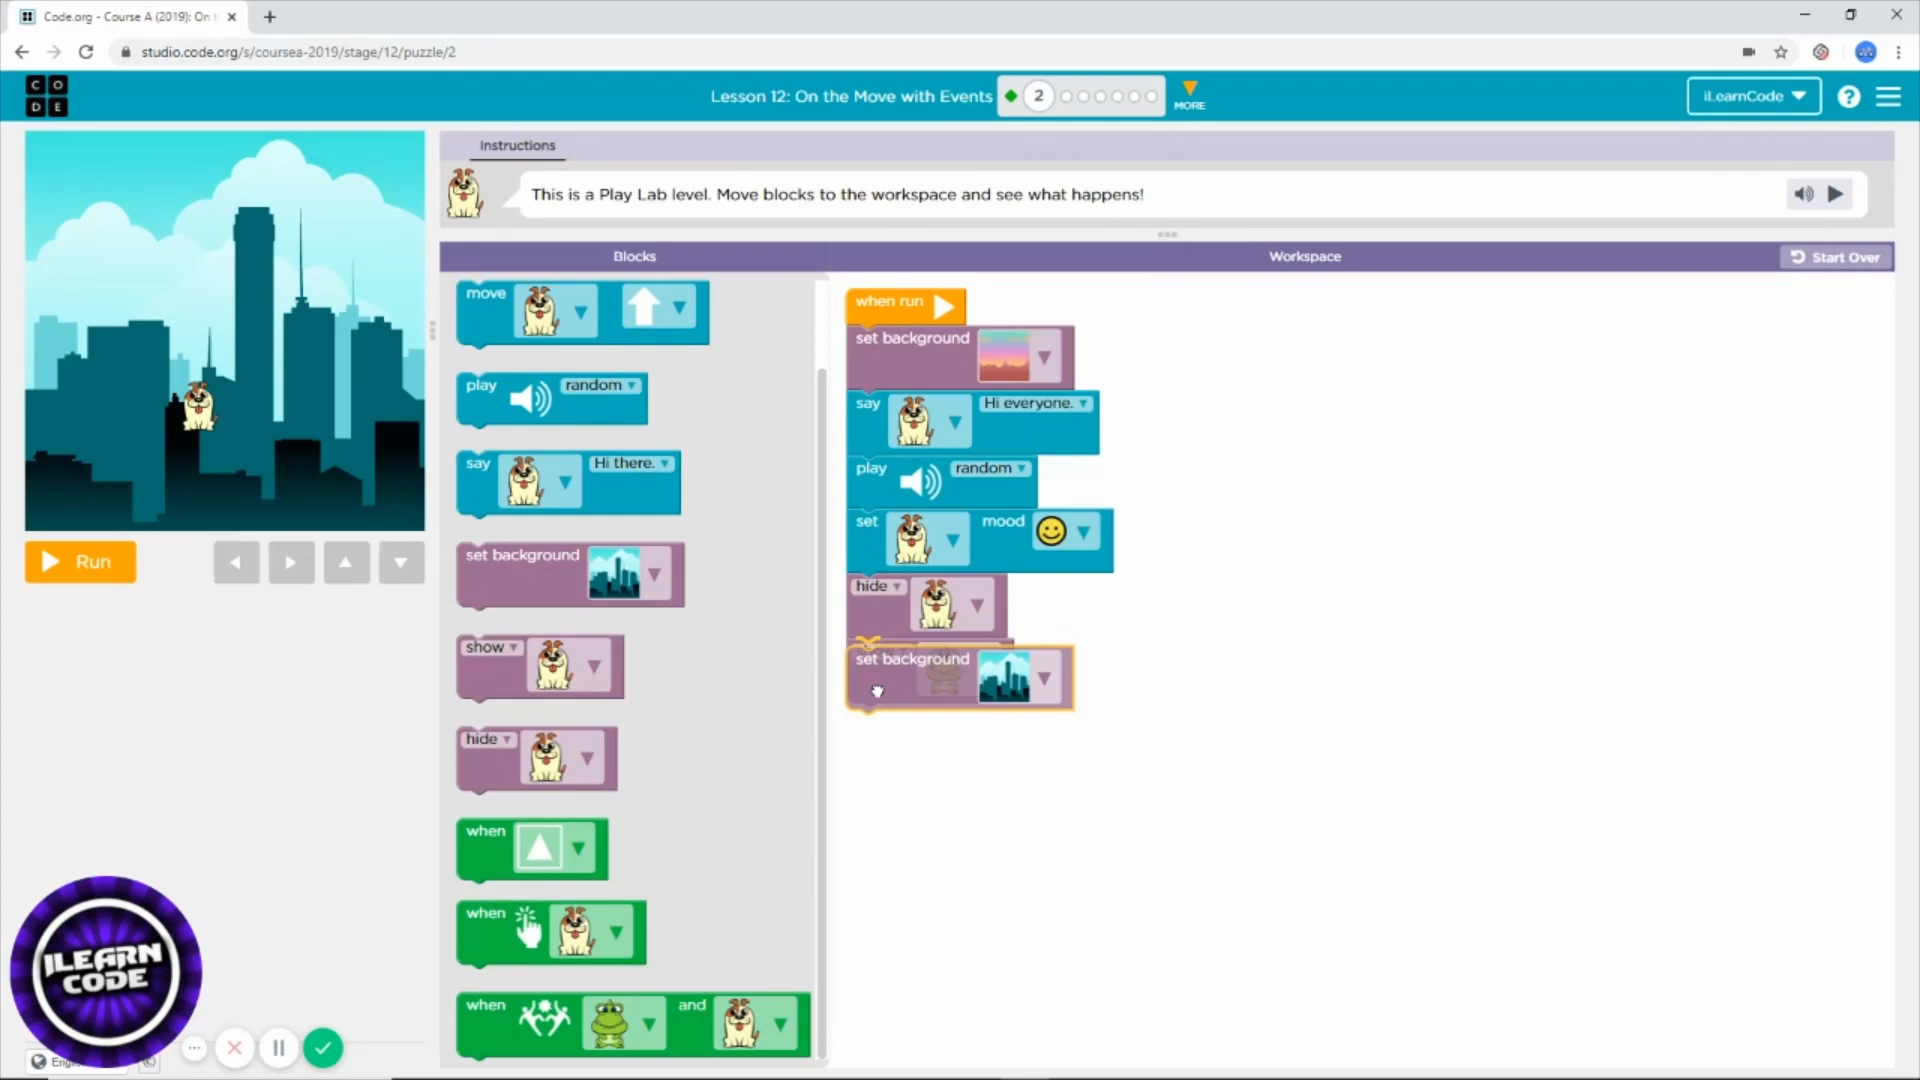 Code.org - Course A (2019): On t
studio.code.org/s/coursea-2019/stage/12/puzzle/2
C O
D E
Lesson 12: On the Move with Events
2
MORE
iLearnCode
?
Instructions
This is a Play Lab level. Move blocks to the workspace and see what happens!
Blocks
Workspace
Start Over
move
play random
say Hi there.
set background
show
hide
when
when
when and
when run
set background
say Hi everyone.
play random
set mood
hide
set background
Run
ILEARN
CODE
Engl